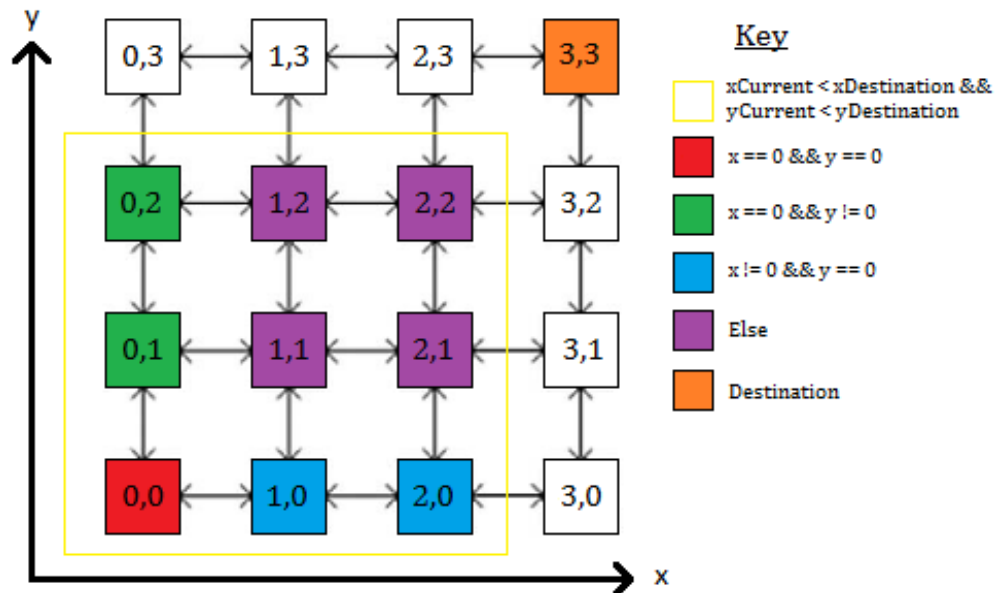 y
0,3 1,3 2,3 3,3
0,2 1,2 2,2 3,2
0,1 1,1 2,1 3,1
0,0 1,0 2,0 3,0
x
Key
xCurrent < xDestination &&
yCurrent < yDestination
x == 0 && y == 0
x == 0 && y != 0
x != 0 && y == 0
Else
Destination